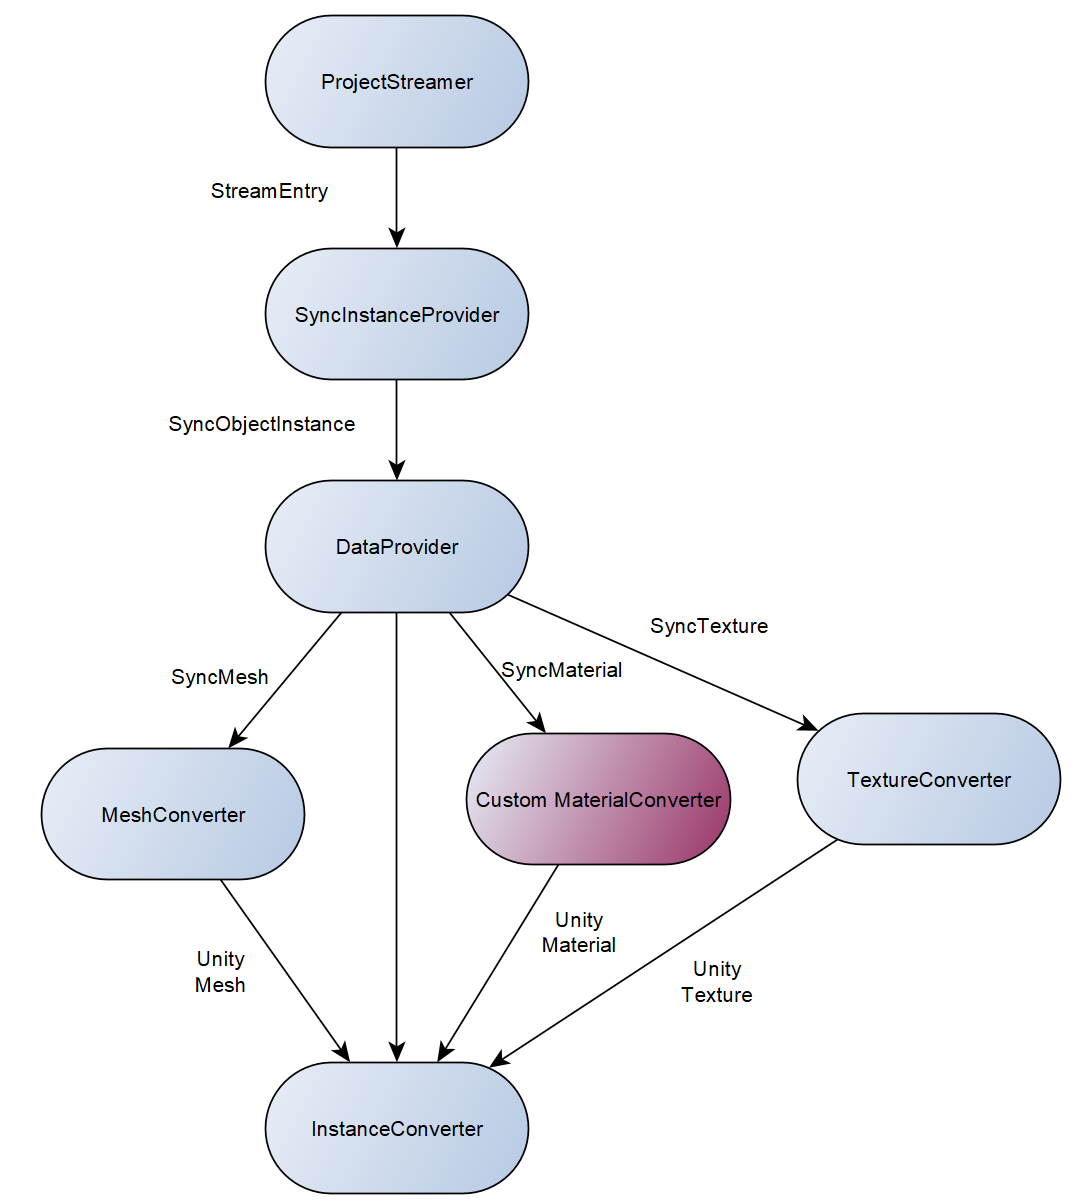 ProjectStreamer
StreamEntry
SyncInstanceProvider
SyncObjectInstance
DataProvider
SyncTexture
SyncMesh
SyncMaterial
MeshConverter
Custom MaterialConverter
TextureConverter
Unity
Mesh
Unity
Material
Unity
Texture
InstanceConverter